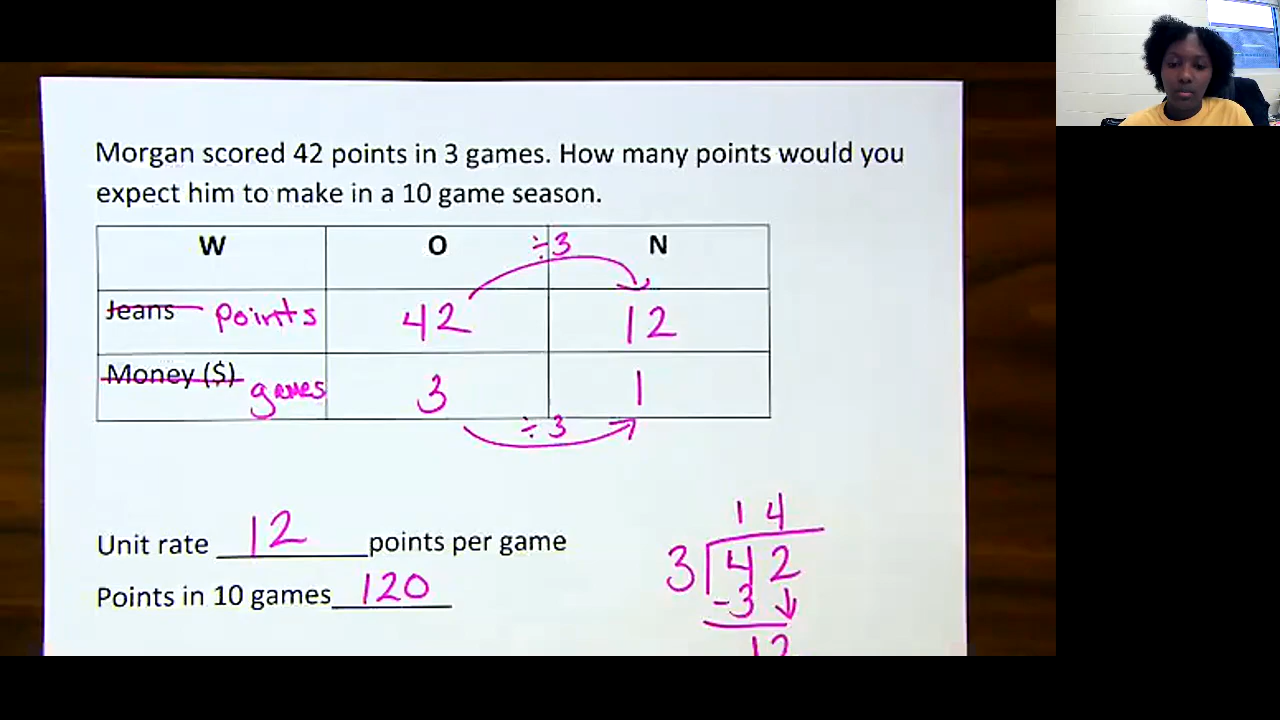 Morgan scored 42 points in 3 games. How many points would you
expect him to make in a 10 game season.
W O ÷3 N
Jeans points 42 12
Money ($) games 3 1
÷3
Unit rate 12 points per game
Points in 10 games 120
14
3 42
-3
12